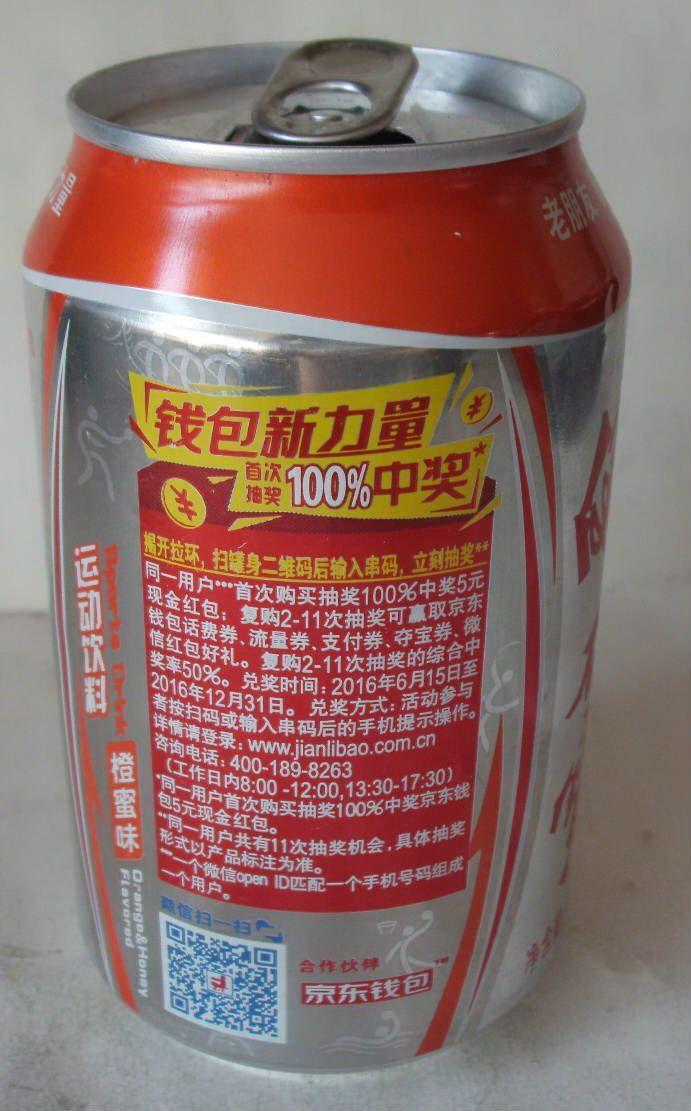 老朋友
钱包新力量
首次
抽奖
100%中奖*
揭开拉环，扫罐身二维码后输入串码，立刻抽奖**
同一用户***首次购买抽奖100%中奖5元
现金红包；复购2-11次抽奖可赢取京东
钱包话费券、流量券、支付券、夺宝券、微
信红包好礼。复购2-11次抽奖的综合中
奖率50%。兑奖时间：2016年6月15日至
2016年12月31日。兑奖方式：活动参与
者按扫码或输入串码后的手机提示操作。
详情请登录：www.jianlibao.com.cn
咨询电话：400-189-8263
（工作日内8:00 -12:00,13:30-17:30）
*同一用户首次购买抽奖100%中奖京东钱
包5元现金红包。
**同一用户共有11次抽奖机会，具体抽奖
形式以产品标注为准。
***一个微信open ID匹配一个手机号码组成
一个用户。
运动饮料
Sports Drink
橙蜜味
Orange&Honey
Flavored
微信扫一扫
合作伙伴
京东钱包™